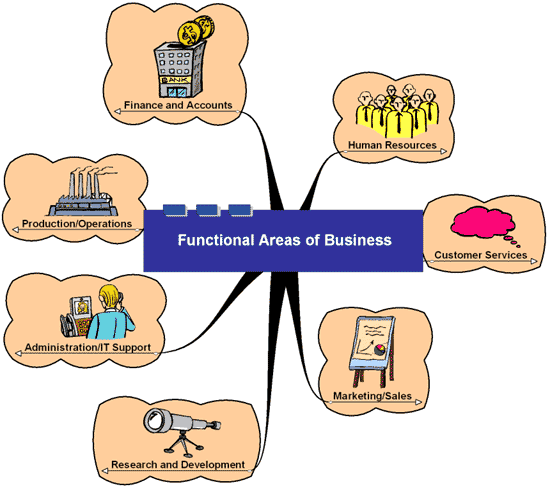 BANK
Finance and Accounts
Human Resources
Production/Operations
Functional Areas of Business
Customer Services
Administration/IT Support
Marketing/Sales
Research and Development